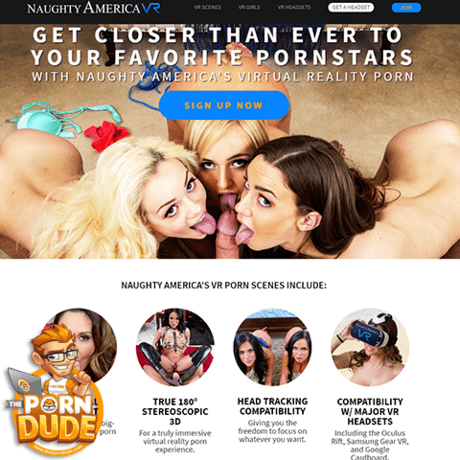 NAUGHTY AMERICA VR
VR SCENES VR GIRLS VR HEADSETS GET A HEADSET JOIN
GET CLOSER THAN EVER TO
YOUR FAVORITE PORNSTARS
WITH NAUGHTY AMERICA'S VIRTUAL REALITY PORN
SIGN UP NOW
NAUGHTY AMERICA'S VR PORN SCENES INCLUDE:
TRUE 180°
STEREOSCOPIC
3D
For a truly immersive
virtual reality porn
experience.
HEAD TRACKING
COMPATIBILITY
Giving you the
freedom to focus on
whatever you want.
COMPATIBILITY
W/ MAJOR VR
HEADSETS
Including the Oculus
Rift, Samsung Gear VR,
and Google
Cardboard.
VR
THE
PORN
DUDE
porn